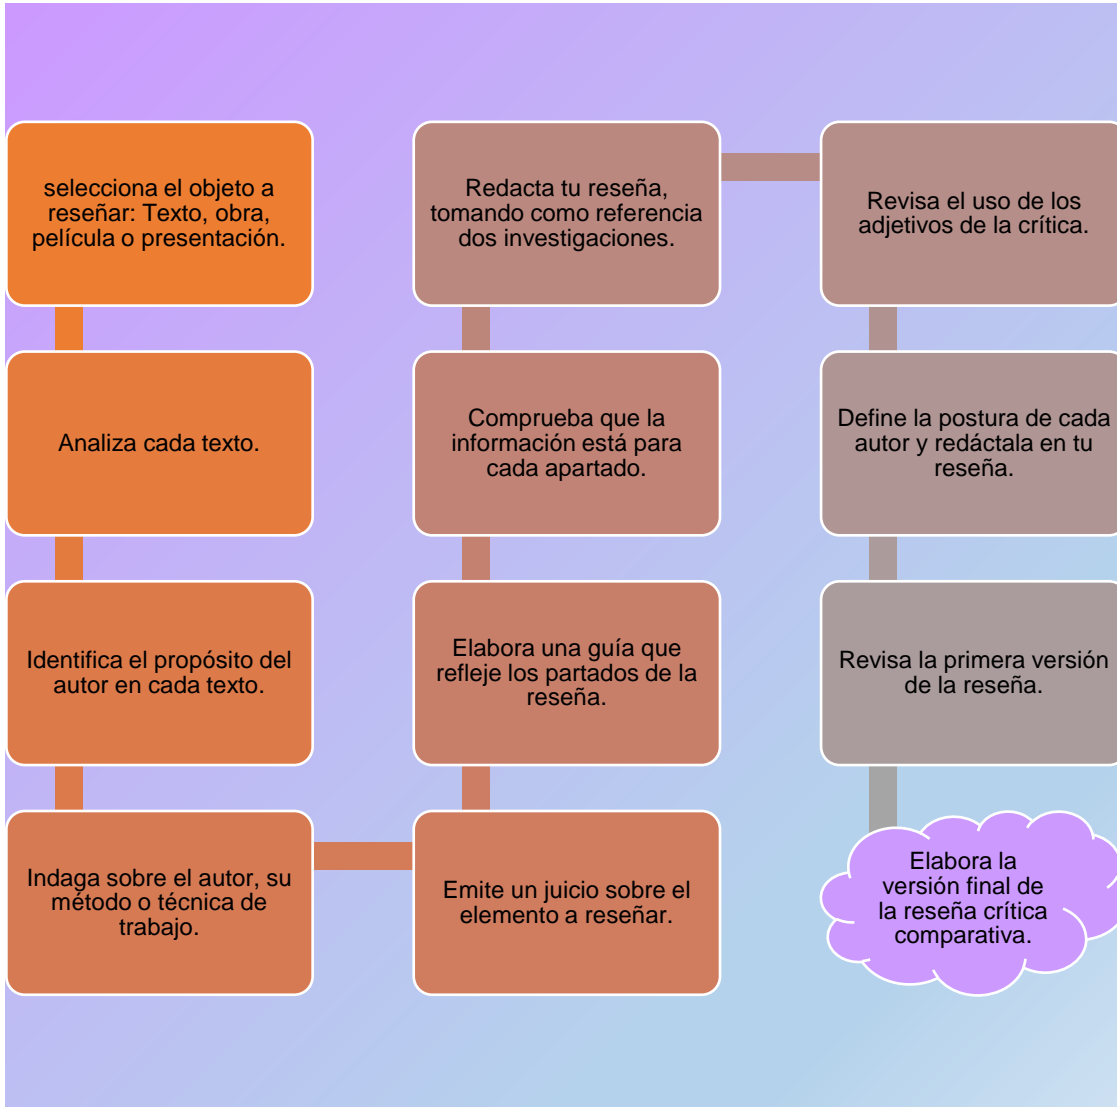 selecciona el objeto a
reseñar: Texto, obra,
película o presentación.
Analiza cada texto.
Identifica el propósito del
autor en cada texto.
Indaga sobre el autor, su
método o técnica de
trabajo.
Emite un juicio sobre el
elemento a reseñar.
Elabora una guía que
refleje los partados de la
reseña.
Comprueba que la
información está para
cada apartado.
Redacta tu reseña,
tomando como referencia
dos investigaciones.
Revisa el uso de los
adjetivos de la crítica.
Define la postura de cada
autor y redáctala en tu
reseña.
Revisa la primera versión
de la reseña.
Elabora la
versión final de
la reseña crítica
comparativa.